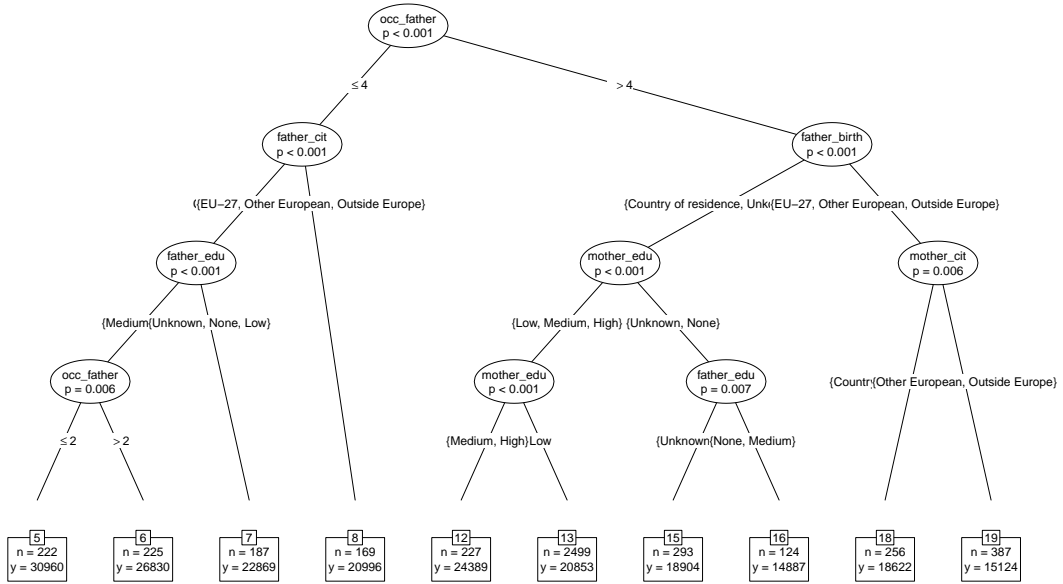 occ_father
p < 0.001
≤ 4
> 4
father_cit
p < 0.001
father_birth
p < 0.001
{EU−27, Other European, Outside Europe}
{Country of residence, Unk
{EU−27, Other European, Outside Europe}
father_edu
p < 0.001
mother_edu
p < 0.001
mother_cit
p = 0.006
{Medium
{Unknown, None, Low}
{Low, Medium, High}
{Unknown, None}
occ_father
p = 0.006
mother_edu
p < 0.001
father_edu
p = 0.007
{Countr
{Other European, Outside Europe}
≤ 2
> 2
{Medium, High}
Low
{Unknown
{None, Medium}
5
n = 222
y = 30960
6
n = 225
y = 26830
7
n = 187
y = 22869
8
n = 169
y = 20996
12
n = 227
y = 24389
13
n = 2499
y = 20853
15
n = 293
y = 18904
16
n = 124
y = 14887
18
n = 256
y = 18622
19
n = 387
y = 15124